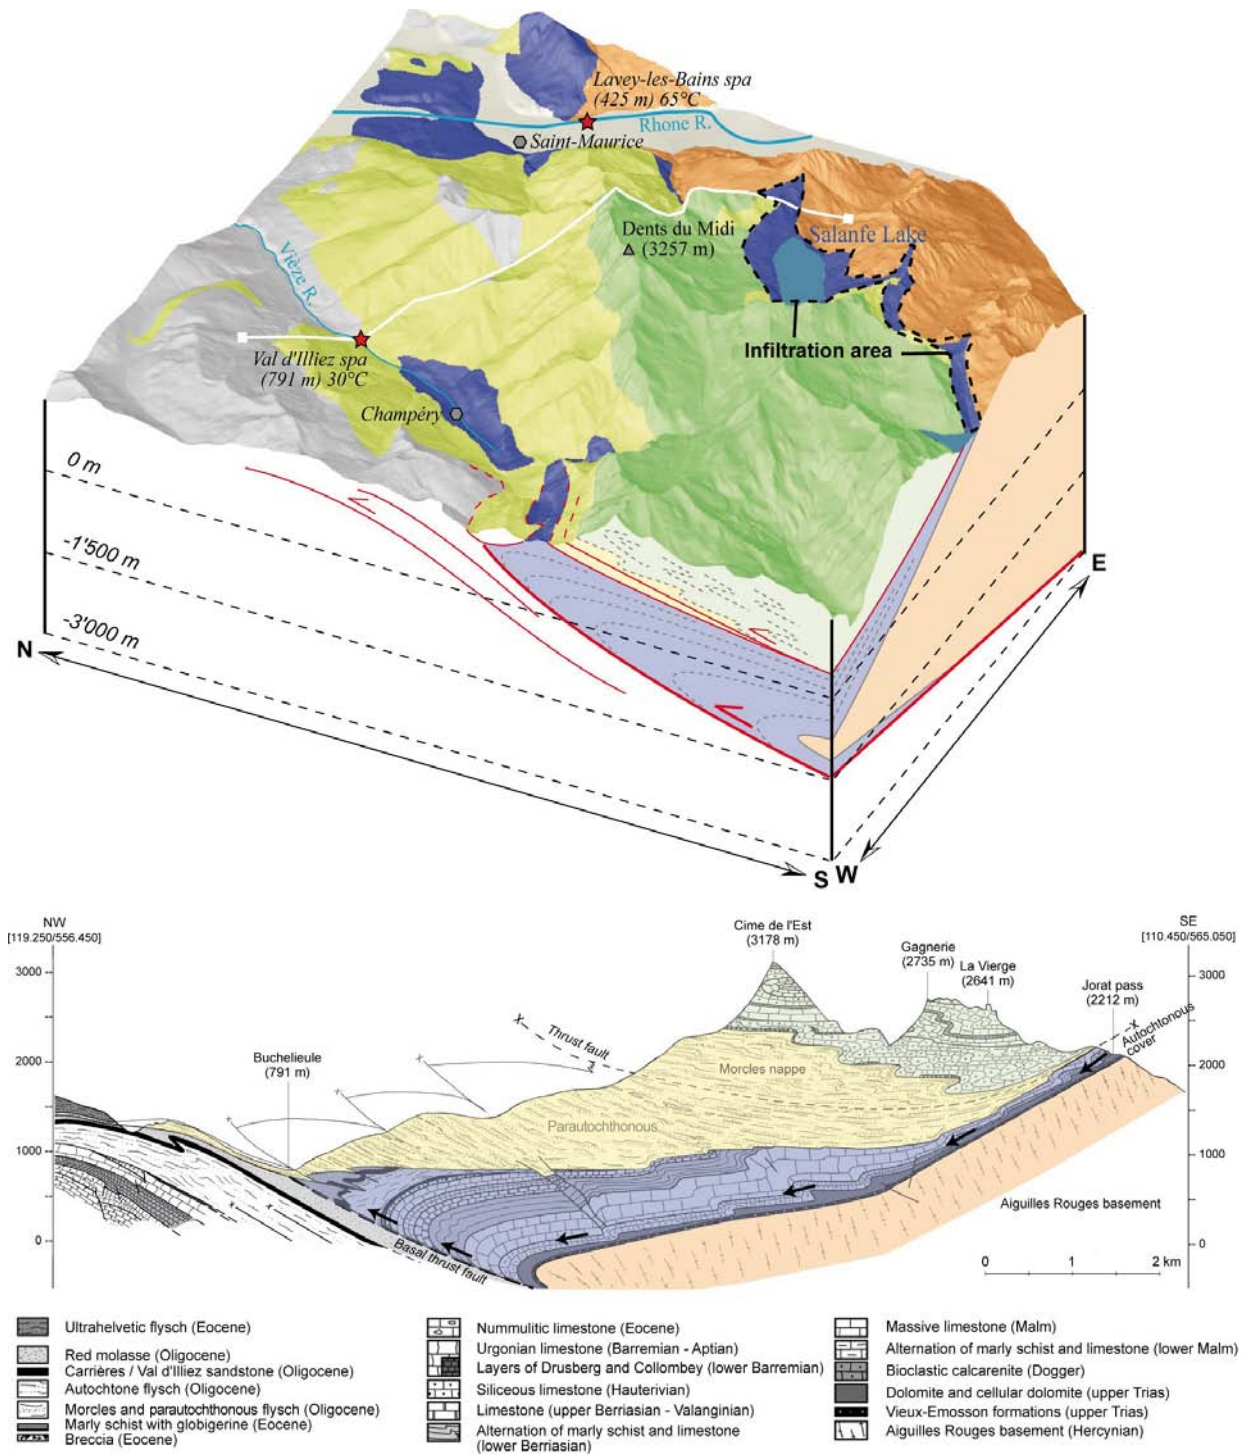 Lavey-les-Bains spa
(425 m) 65°C
Rhone R.
Saint-Maurice
Dents du Midi
(3257 m)
Salanfe Lake
Vièze R.
Infiltration area
Val d'Illiez spa
(791 m) 30°C
Champéry
0 m
-1'500 m
-3'000 m
N
E
S
W
NW
[119.250/556.450]
SE
[110.450/565.050]
Cime de l'Est
(3178 m)
Gagnerie
(2735 m)
La Vierge
(2641 m)
Jorat pass
(2212 m)
3000
3000
X
Thrust fault
X
Autochtonous
cover
Buchelieule
(791 m)
2000
2000
Morcles nappe
Parautochthonous
1000
1000
Aiguilles Rouges basement
0
0
Basal thrust fault
0 1 2 km
Ultrahelvetic flysch (Eocene)
Red molasse (Oligocene)
Carrières / Val d'Illiez sandstone (Oligocene)
Autochtone flysch (Oligocene)
Morcles and parautochthonous flysch (Oligocene)
Marly schist with globigerine (Eocene)
Breccia (Eocene)
Nummulitic limestone (Eocene)
Urgonian limestone (Barremian - Aptian)
Layers of Drusberg and Collombey (lower Barremian)
Siliceous limestone (Hauterivian)
Limestone (upper Berriasian - Valanginian)
Alternation of marly schist and limestone
(lower Berriasian)
Massive limestone (Malm)
Alternation of marly schist and limestone (lower Malm)
Bioclastic calcarenite (Dogger)
Dolomite and cellular dolomite (upper Trias)
Vieux-Emosson formations (upper Trias)
Aiguilles Rouges basement (Hercynian)